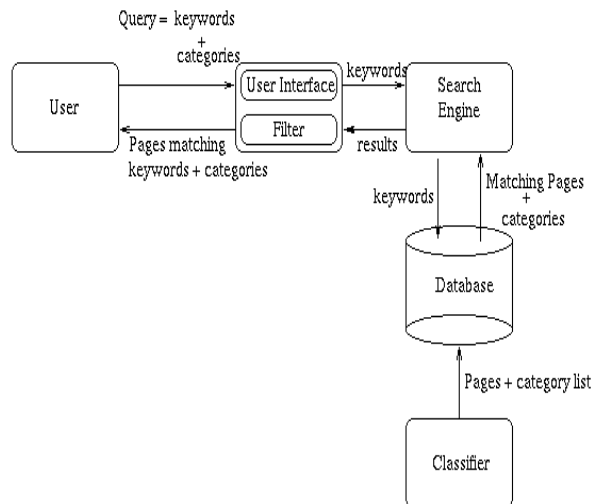 Query = keywords
+
categories
User
User Interface
Filter
keywords
Search
Engine
Pages matching
keywords + categories
results
keywords
Matching Pages
+
categories
Database
Pages + category list
Classifier